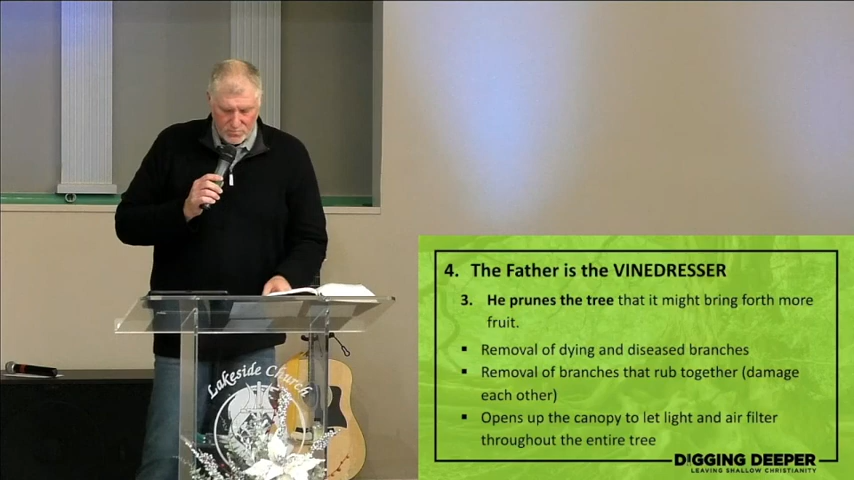 Lakeside Church
4. The Father is the VINEDRESSER
3. He prunes the tree that it might bring forth more
fruit.
▪ Removal of dying and diseased branches
▪ Removal of branches that rub together (damage
each other)
▪ Opens up the canopy to let light and air filter
throughout the entire tree
DIGGING DEEPER
LEAVING SHALLOW CHRISTIANITY